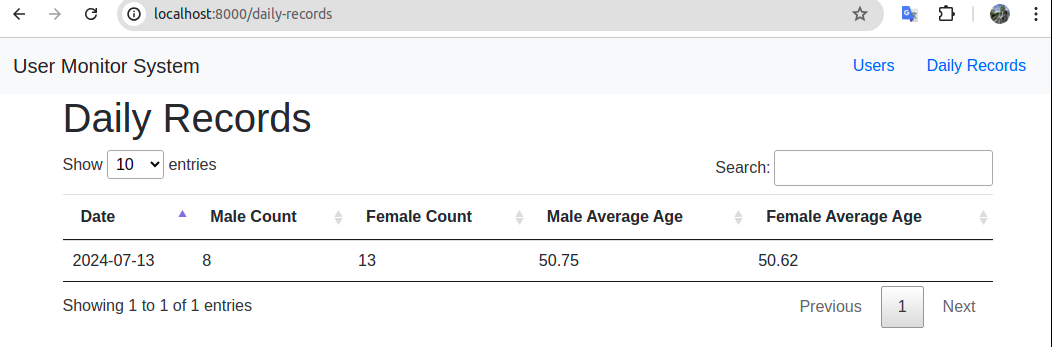 localhost:8000/daily-records
User Monitor System Users Daily Records
Daily Records
Show 10 entries Search:
Date Male Count Female Count Male Average Age Female Average Age
2024-07-13 8 13 50.75 50.62
Showing 1 to 1 of 1 entries Previous 1 Next